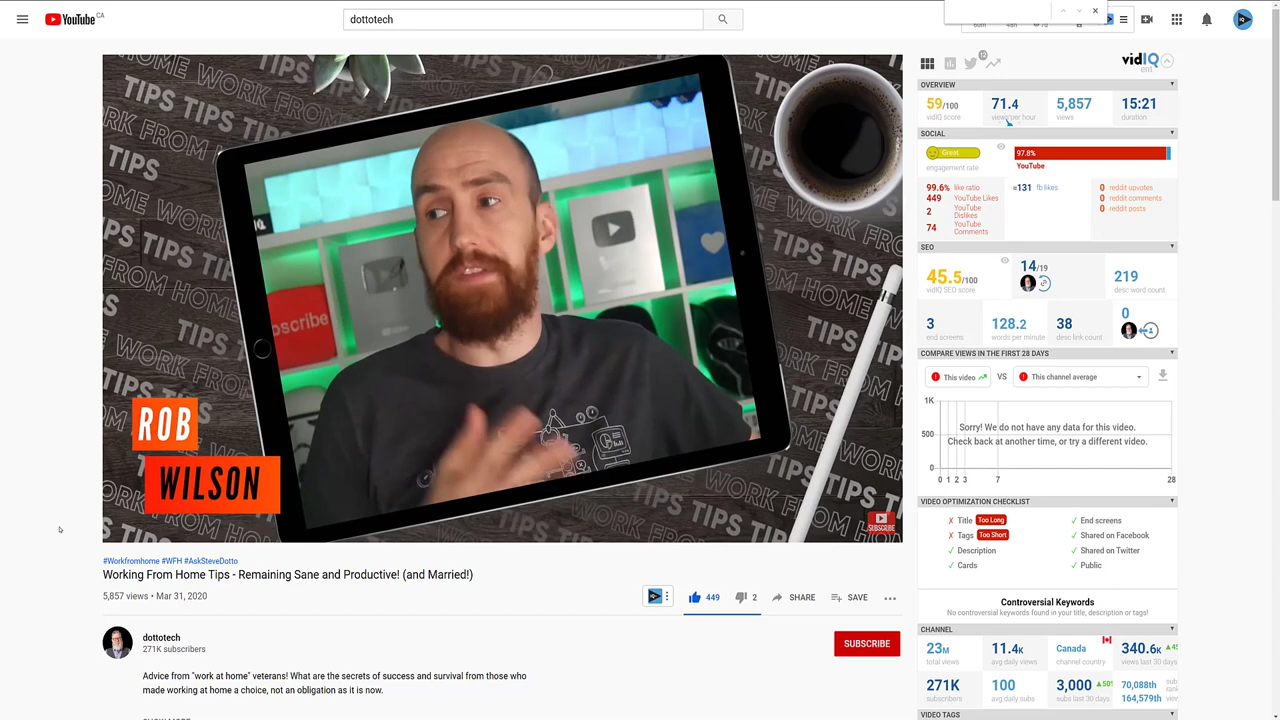 YouTube CA
dottotech
ROB
WILSON
SUBSCRIBE
#Workfromhome #WFH #AskSteveDotto
Working From Home Tips - Remaining Sane and Productive! (and Married!)
5,857 views • Mar 31, 2020
449
2
SHARE
SAVE
dottotech
271K subscribers
SUBSCRIBE
Advice from "work at home" veterans! What are the secrets of success and survival from those who
made working at home a choice, not an obligation as it is now.
12
vidIQ
ent
OVERVIEW
59/100 71.4 5,857 15:21
vidIQ score views per hour views duration
SOCIAL
Great
engagement rate
97.8%
YouTube
99.6% like ratio
449 YouTube Likes
2 YouTube Dislikes
74 YouTube Comments
131 fb likes
0 reddit upvotes
0 reddit comments
0 reddit posts
SEO
45.5/100 14/19 219
vidIQ SEO score desc word count
0
3 128.2 38
end screens words per minute desc link count
COMPARE VIEWS IN THE FIRST 28 DAYS
This video VS This channel average
1K
500
0
Sorry! We do not have any data for this video.
Check back at another time, or try a different video.
0 1 2 3 7 28
VIDEO OPTIMIZATION CHECKLIST
Title Too Long End screens
Tags Too Short Shared on Facebook
Description Shared on Twitter
Cards Public
Controversial Keywords
No controversial keywords found in your title, description or tags!
CHANNEL
23M 11.4K Canada 340.6K
total views avg daily views channel country views last 30 days
271K 100 3,000 70,088th
subscribers avg daily subs subs last 30 days 164,579th
VIDEO TAGS